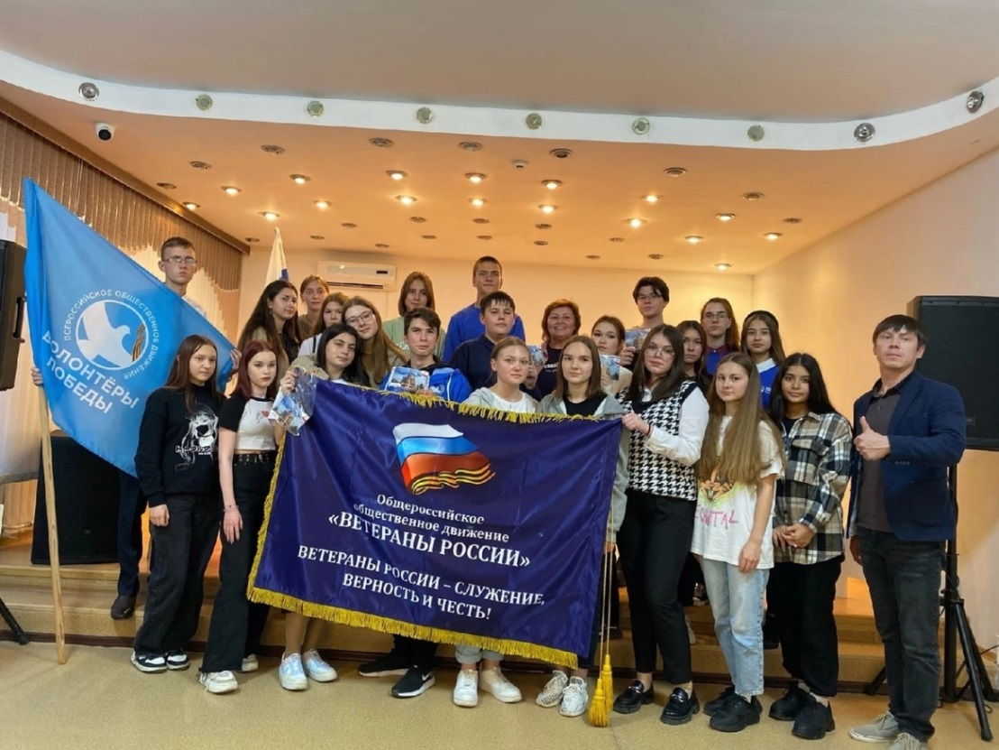 ВСЕРОССИЙСКОЕ ОБЩЕСТВЕННОЕ ДВИЖЕНИЕ
ВОЛОНТЁРЫ
ПОБЕДЫ
Общероссийское
общественное движение
«ВЕТЕРАНЫ РОССИИ»
ВЕТЕРАНЫ РОССИИ – СЛУЖЕНИЕ,
ВЕРНОСТЬ И ЧЕСТЬ!